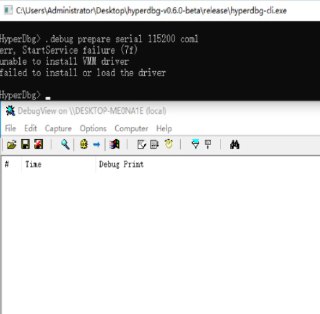 C:\Users\Administrator\Desktop\hyperdbg-v0.6.0-beta\release\hyperdbg-cli.exe
HyperDbg> .debug prepare serial 115200 com1
err, StartService failure (7f)
unable to install VMM driver
failed to install or load the driver
HyperDbg>
DebugView on \\DESKTOP-ME0NA1E (local)
File Edit Capture Options Computer Help
# Time Debug Print